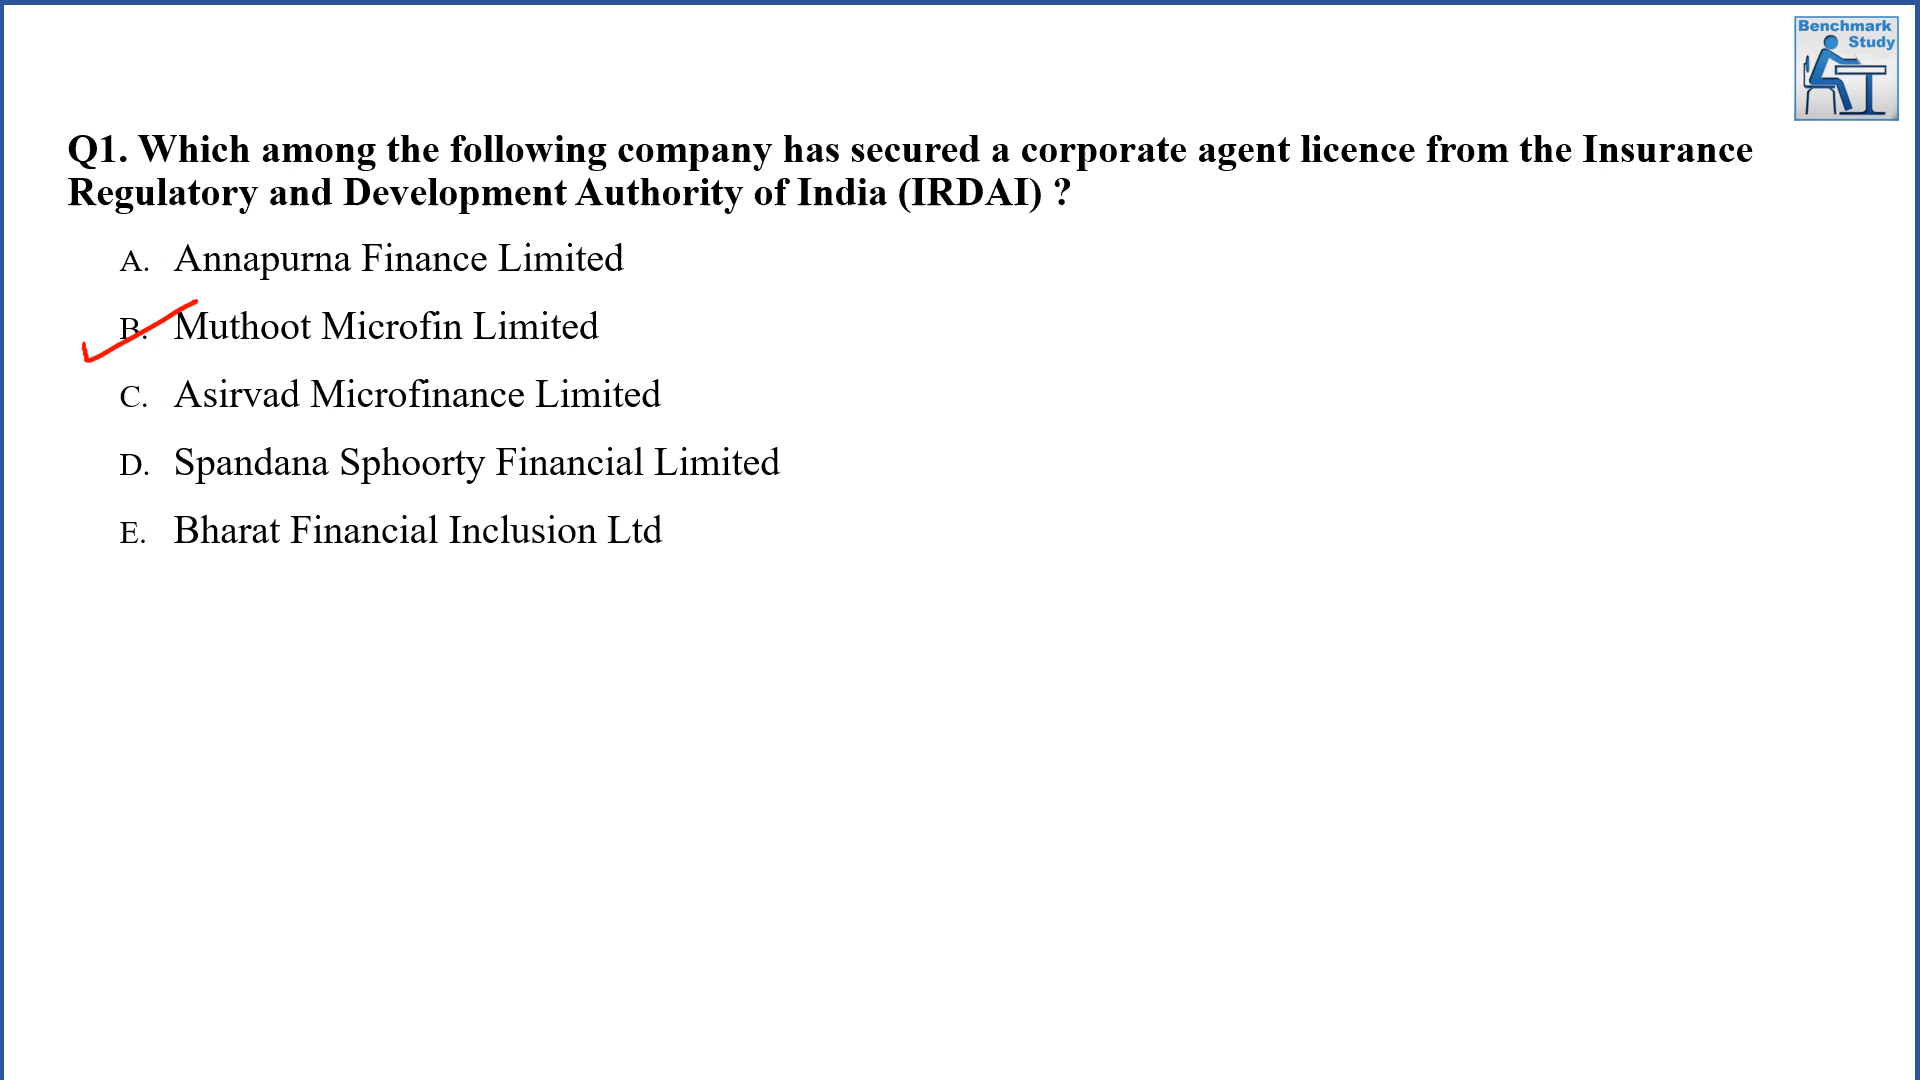 Benchmark
Study
Q1. Which among the following company has secured a corporate agent licence from the Insurance
Regulatory and Development Authority of India (IRDAI) ?
A. Annapurna Finance Limited
B. Muthoot Microfin Limited
C. Asirvad Microfinance Limited
D. Spandana Sphoorty Financial Limited
E. Bharat Financial Inclusion Ltd